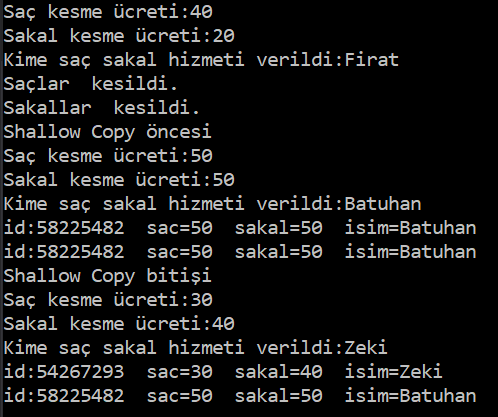 Saç kesme ücreti:40
Sakal kesme ücreti:20
Kime saç sakal hizmeti verildi:Firat
Saçlar  kesildi.
Sakallar  kesildi.
Shallow Copy öncesi
Saç kesme ücreti:50
Sakal kesme ücreti:50
Kime saç sakal hizmeti verildi:Batuhan
id:58225482  sac=50  sakal=50  isim=Batuhan
id:58225482  sac=50  sakal=50  isim=Batuhan
Shallow Copy bitişi
Saç kesme ücreti:30
Sakal kesme ücreti:40
Kime saç sakal hizmeti verildi:Zeki
id:54267293  sac=30  sakal=40  isim=Zeki
id:58225482  sac=50  sakal=50  isim=Batuhan